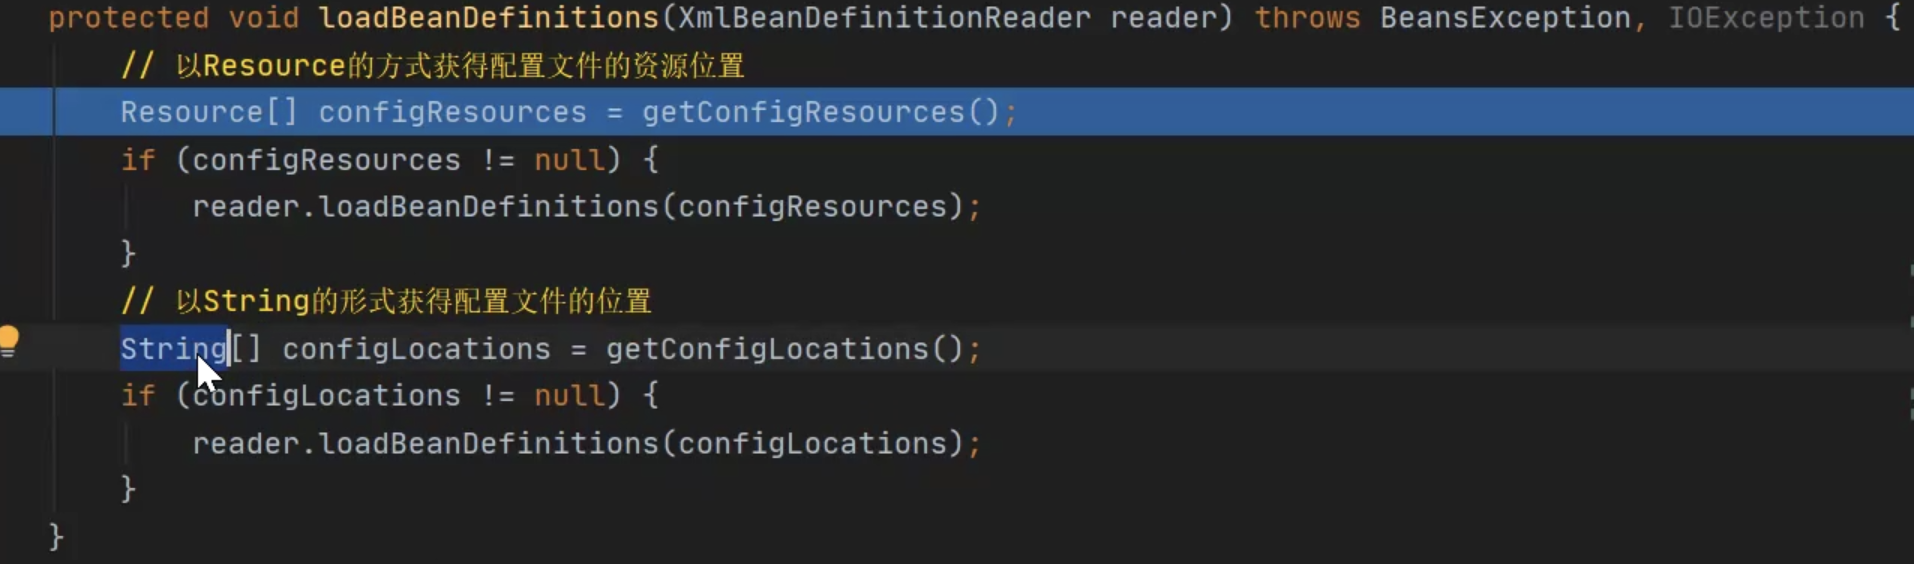 protected void loadBeanDefinitions(XmlBeanDefinitionReader reader) throws BeansException, IOException {
// 以Resource的方式获得配置文件的资源位置
Resource[] configResources = getConfigResources();
if (configResources != null) {
reader.loadBeanDefinitions(configResources);
}
// 以String的形式获得配置文件的位置
String[] configLocations = getConfigLocations();
if (configLocations != null) {
reader.loadBeanDefinitions(configLocations);
}
}